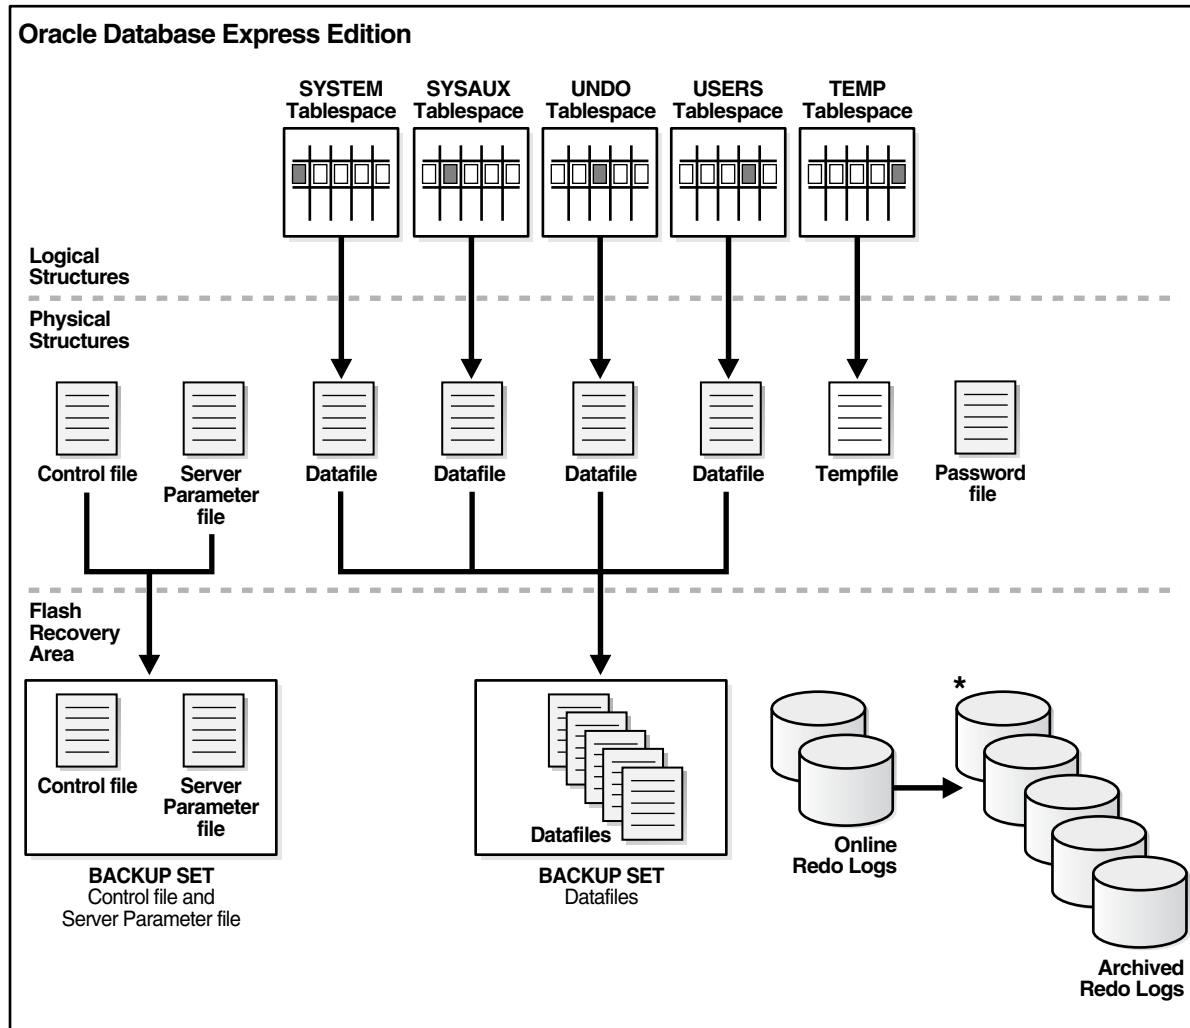 Oracle Database Express Edition
SYSTEM
Tablespace
SYSAUX
Tablespace
UNDO
Tablespace
USERS
Tablespace
TEMP
Tablespace
Logical
Structures
Physical
Structures
Control file
Server
Parameter
file
Datafile
Datafile
Datafile
Datafile
Tempfile
Password
file
Flash
Recovery
Area
Control file
Server
Parameter
file
BACKUP SET
Control file and
Server Parameter file
Datafiles
BACKUP SET
Datafiles
Online
Redo Logs
*
Archived
Redo Logs